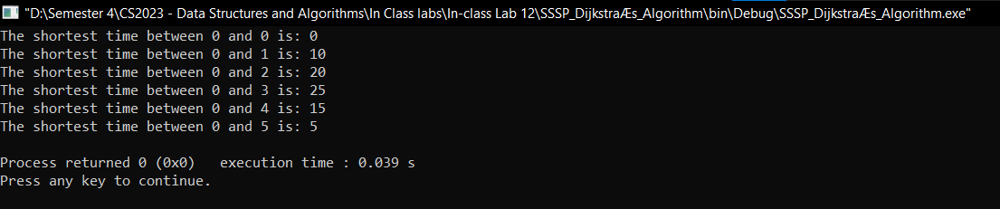 "D:\Semester 4\CS2023 - Data Structures and Algorithms\In Class labs\In-class Lab 12\SSSP_DijkstraÆs_Algorithm\bin\Debug\SSSP_DijkstraÆs_Algorithm.exe"
The shortest time between 0 and 0 is: 0
The shortest time between 0 and 1 is: 10
The shortest time between 0 and 2 is: 20
The shortest time between 0 and 3 is: 25
The shortest time between 0 and 4 is: 15
The shortest time between 0 and 5 is: 5
Process returned 0 (0x0)   execution time : 0.039 s
Press any key to continue.